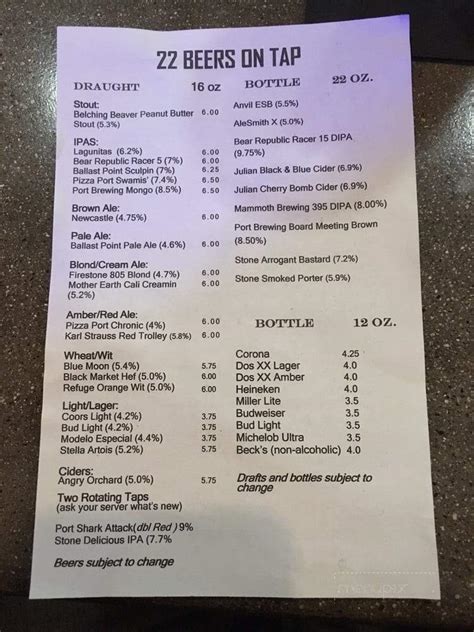 22 BEERS ON TAP
DRAUGHT 16 oz
Stout:
Belching Beaver Peanut Butter 6.00
Stout (5.3%)
IPAS:
Lagunitas (6.2%) 6.00
Bear Republic Racer 5 (7%) 6.00
Ballast Point Sculpin (7%) 6.25
Pizza Port Swamis' (7.4%) 6.50
Port Brewing Mongo (8.5%) 6.50
Brown Ale:
Newcastle (4.75%) 6.00
Pale Ale:
Ballast Point Pale Ale (4.6%) 6.00
Blond/Cream Ale:
Firestone 805 Blond (4.7%) 6.00
Mother Earth Cali Creamin 6.00
(5.2%)
Amber/Red Ale:
Pizza Port Chronic (4%) 6.00
Karl Strauss Red Trolley (5.8%) 6.00
Wheat/Wit
Blue Moon (5.4%) 5.75
Black Market Hef (5.0%) 6.00
Refuge Orange Wit (5.0%) 6.00
Light/Lager:
Coors Light (4.2%) 3.75
Bud Light (4.2%) 3.75
Modelo Especial (4.4%) 5.75
Stella Artois (5.2%) 5.75
Ciders:
Angry Orchard (5.0%) 5.75
Two Rotating Taps
(ask your server what's new)
Port Shark Attack(dbl Red ) 9%
Stone Delicious IPA (7.7%
Beers subject to change
BOTTLE 22 OZ.
Anvil ESB (5.5%)
AleSmith X (5.0%)
Bear Republic Racer 15 DIPA
(9.75%)
Julian Black & Blue Cider (6.9%)
Julian Cherry Bomb Cider (6.9%)
Mammoth Brewing 395 DIPA (8.00%)
Port Brewing Board Meeting Brown
(8.50%)
Stone Arrogant Bastard (7.2%)
Stone Smoked Porter (5.9%)
BOTTLE 12 OZ.
Corona 4.25
Dos XX Lager 4.0
Dos XX Amber 4.0
Heineken 4.0
Miller Lite 3.5
Budweiser 3.5
Bud Light 3.5
Michelob Ultra 3.5
Beck's (non-alcoholic) 4.0
Drafts and bottles subject to
change
menupix